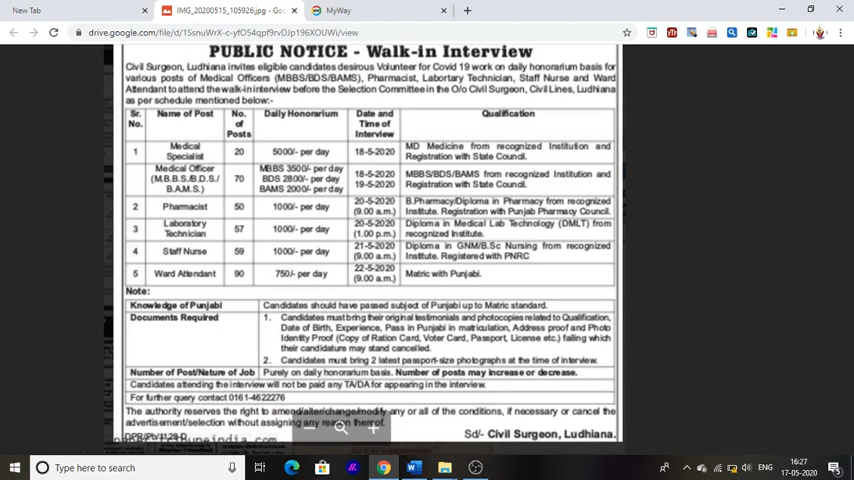 New Tab
IMG_20200515_105926.jpg - Goo
MyWay
drive.google.com/file/d/1SsnuWrX-c-yfO54qpf9rvDJp196XOUWi/view
PUBLIC NOTICE - Walk-in Interview
Civil Surgeon, Ludhiana invites eligible candidates desirous Volunteer for Covid 19 work on daily honorarium basis for
various posts of Medical Officers (MBBS/BDS/BAMS), Pharmacist, Labortary Technician, Staff Nurse and Ward
Attendant to attend the walk-in interview before the Selection Committee in the O/o Civil Surgeon, Civil Lines, Ludhiana
as per schedule mentioned below:-
Sr. No. Name of Post No. of Posts Daily Honorarium Date and Time of Interview Qualification
1 Medical Specialist 20 5000/- per day 18-5-2020 MD Medicine from recognized Institution and Registration with State Council.
Medical Officer (M.B.B.S./B.D.S./ B.A.M.S.) 70 MBBS 3500/- per day BDS 2800/- per day BAMS 2000/- per day 18-5-2020 19-5-2020 MBBS/BDS/BAMS from recognized Institution and Registration with State Council.
2 Pharmacist 50 1000/- per day 20-5-2020 (9.00 a.m.) B.Pharmacy/Diploma in Pharmacy from recognized Institute. Registration with Punjab Pharmacy Council.
3 Laboratory Technician 57 1000/- per day 20-5-2020 (1.00 p.m.) Diploma in Medical Lab Technology (DMLT) from recognized Institute.
4 Staff Nurse 59 1000/- per day 21-5-2020 (9.00 a.m.) Diploma in GNM/B.Sc Nursing from recognized Institute. Registered with PNRC
5 Ward Attendant 90 750/- per day 22-5-2020 (9.00 a.m.) Matric with Punjabi.
Note:
Knowledge of Punjabi Candidates should have passed subject of Punjabi up to Matric standard.
Documents Required 1. Candidates must bring their original testimonials and photocopies related to Qualification,
Date of Birth, Experience, Pass in Punjabi in matriculation, Address proof and Photo
Identity Proof (Copy of Ration Card, Voter Card, Passport, License etc.) failing which
their candidature may stand cancelled.
2. Candidates must bring 2 latest passport-size photographs at the time of interview.
Number of Post/Nature of Job Purely on daily honorarium basis. Number of posts may increase or decrease.
Candidates attending the interview will not be paid any TA/DA for appearing in the interview.
For further query contact 0161-4622276
The authority reserves the right to amend/alter/change/modify any or all of the conditions, if necessary or cancel the
advertisement/selection without assigning any reason thereof.
Sd/- Civil Surgeon, Ludhiana.
Type here to search
ENG
16:27
17-05-2020